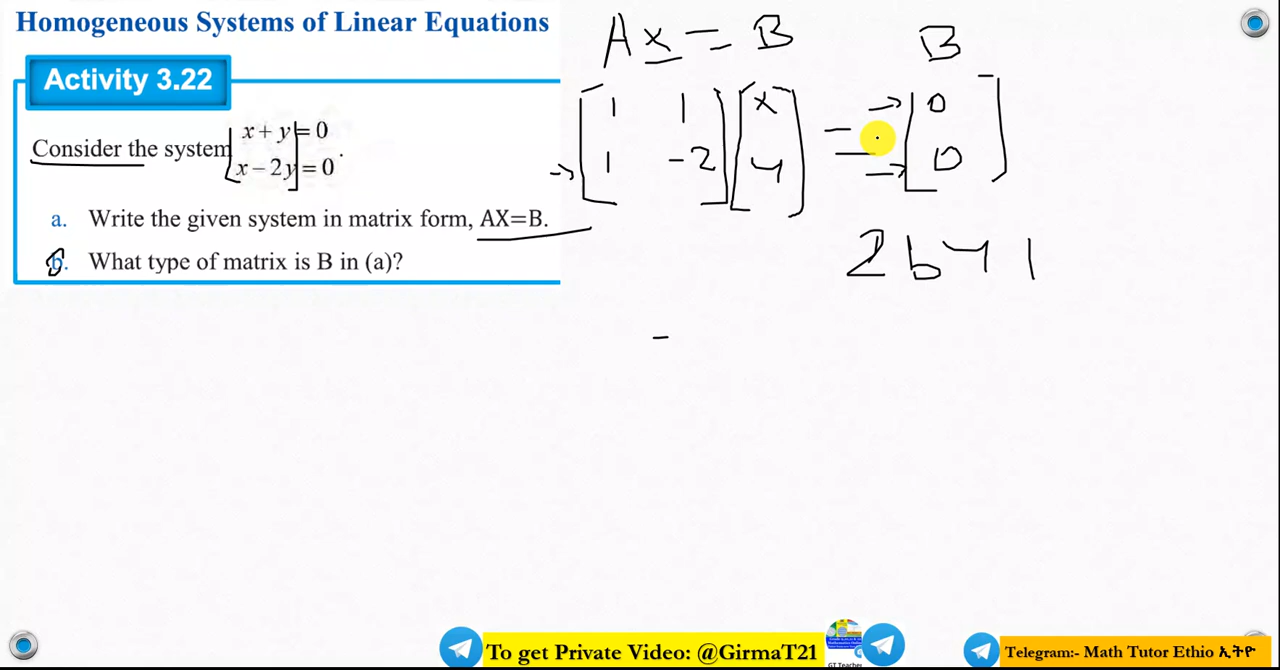 Homogeneous Systems of Linear Equations
Activity 3.22
Consider the system x + y = 0
x − 2y = 0 .
a. Write the given system in matrix form, AX=B.
b. What type of matrix is B in (a)?
Ax = B
B
1 1 x = 0
1 -2 y 0
2 by 1
To get Private Video: @GirmaT21
GT Teacher
Telegram:- Math Tutor Ethio ኢትዮ